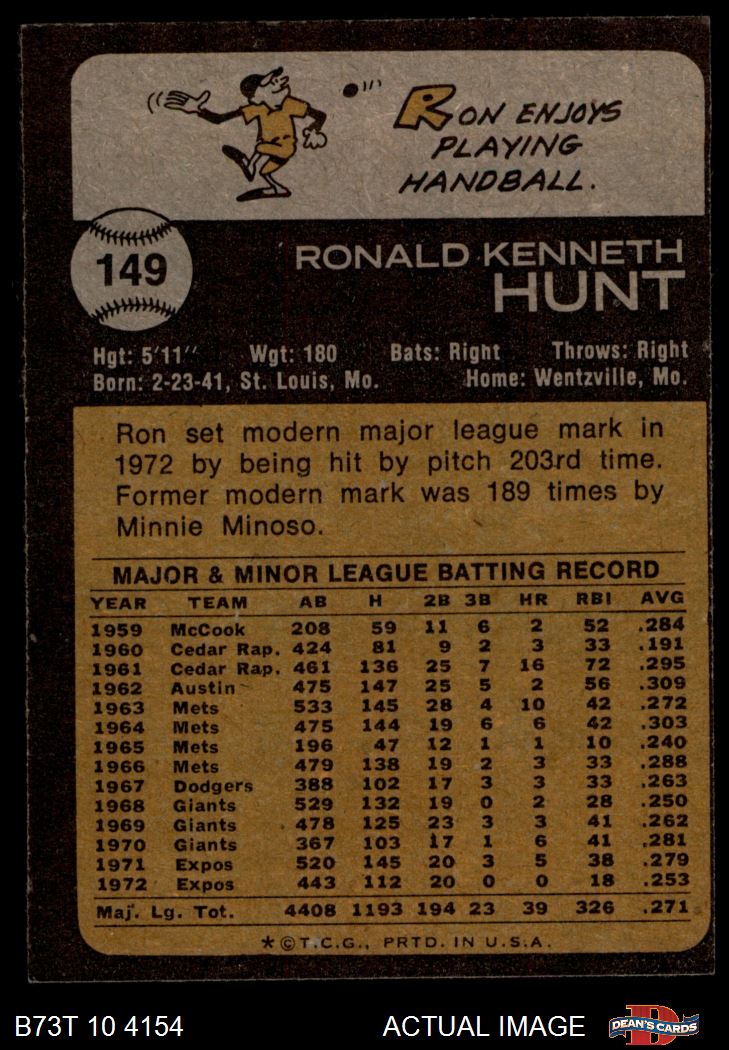 RON ENJOYS
PLAYING
HANDBALL.
149
RONALD KENNETH
HUNT
Hgt: 5'11" Wgt: 180 Bats: Right Throws: Right
Born: 2-23-41, St. Louis, Mo. Home: Wentzville, Mo.
Ron set modern major league mark in
1972 by being hit by pitch 203rd time.
Former modern mark was 189 times by
Minnie Minoso.
MAJOR & MINOR LEAGUE BATTING RECORD
YEAR TEAM AB H 2B 3B HR RBI AVG
1959 McCook 208 59 11 6 2 52 .284
1960 Cedar Rap. 424 81 9 2 3 33 .191
1961 Cedar Rap. 461 136 25 7 16 72 .295
1962 Austin 475 147 25 5 2 56 .309
1963 Mets 533 145 28 4 10 42 .272
1964 Mets 475 144 19 6 6 42 .303
1965 Mets 196 47 12 1 1 10 .240
1966 Mets 479 138 19 2 3 33 .288
1967 Dodgers 388 102 17 3 3 33 .263
1968 Giants 529 132 19 0 2 28 .250
1969 Giants 478 125 23 3 3 41 .262
1970 Giants 367 103 17 1 6 41 .281
1971 Expos 520 145 20 3 5 38 .279
1972 Expos 443 112 20 0 0 18 .253
Maj. Lg. Tot. 4408 1193 194 23 39 326 .271
*©T.C.G., PRTD. IN U.S.A.
B73T 10 4154 ACTUAL IMAGE D DEAN'S CARDS